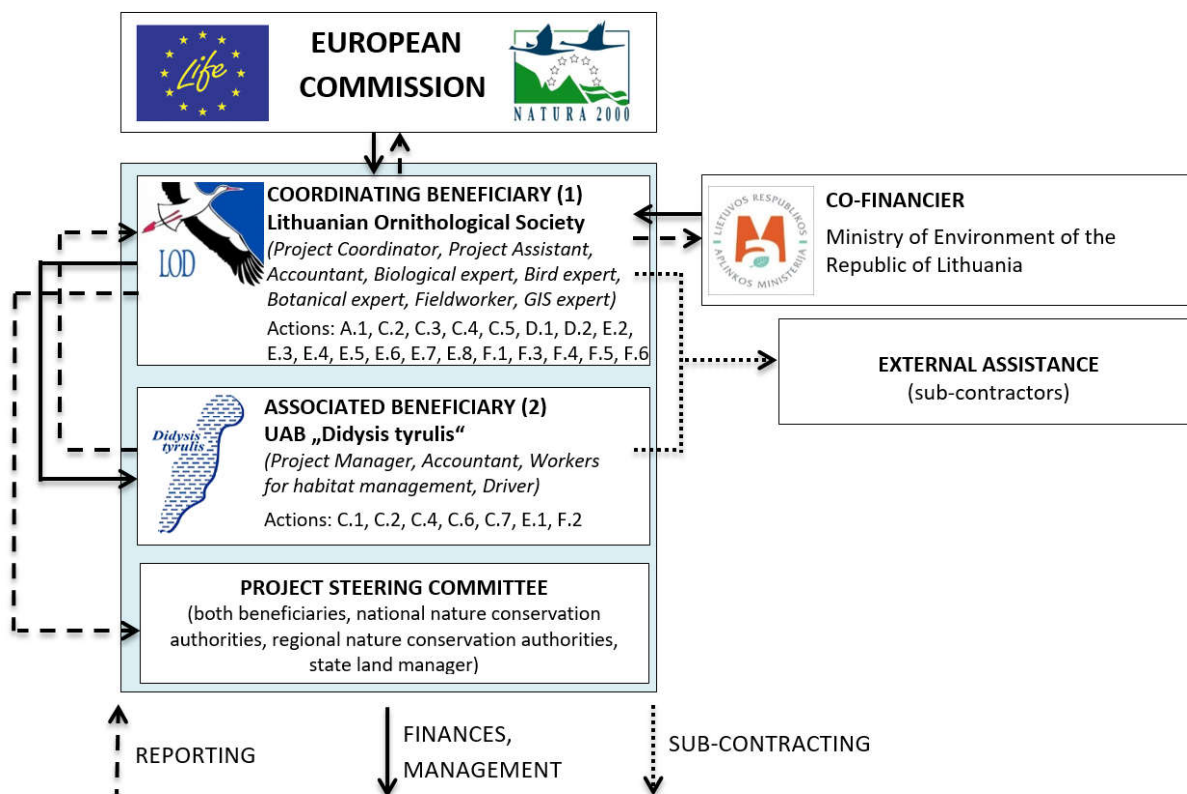 Life
EUROPEAN
COMMISSION
NATURA 2000
LOD
COORDINATING BENEFICIARY (1)
Lithuanian Ornithological Society
(Project Coordinator, Project Assistant,
Accountant, Biological expert, Bird expert,
Botanical expert, Fieldworker, GIS expert)
Actions: A.1, C.2, C.3, C.4, C.5, D.1, D.2, E.2,
E.3, E.4, E.5, E.6, E.7, E.8, F.1, F.3, F.4, F.5, F.6
LIETUVOS RESPUBLIKOS
APLINKOS MINISTERIJA
CO-FINANCIER
Ministry of Environment of the
Republic of Lithuania
EXTERNAL ASSISTANCE
(sub-contractors)
Didysis
tyrulis
ASSOCIATED BENEFICIARY (2)
UAB „Didysis tyrulis“
(Project Manager, Accountant, Workers
for habitat management, Driver)
Actions: C.1, C.2, C.4, C.6, C.7, E.1, F.2
PROJECT STEERING COMMITTEE
(both beneficiaries, national nature conservation
authorities, regional nature conservation authorities,
state land manager)
REPORTING
FINANCES,
MANAGEMENT
SUB-CONTRACTING